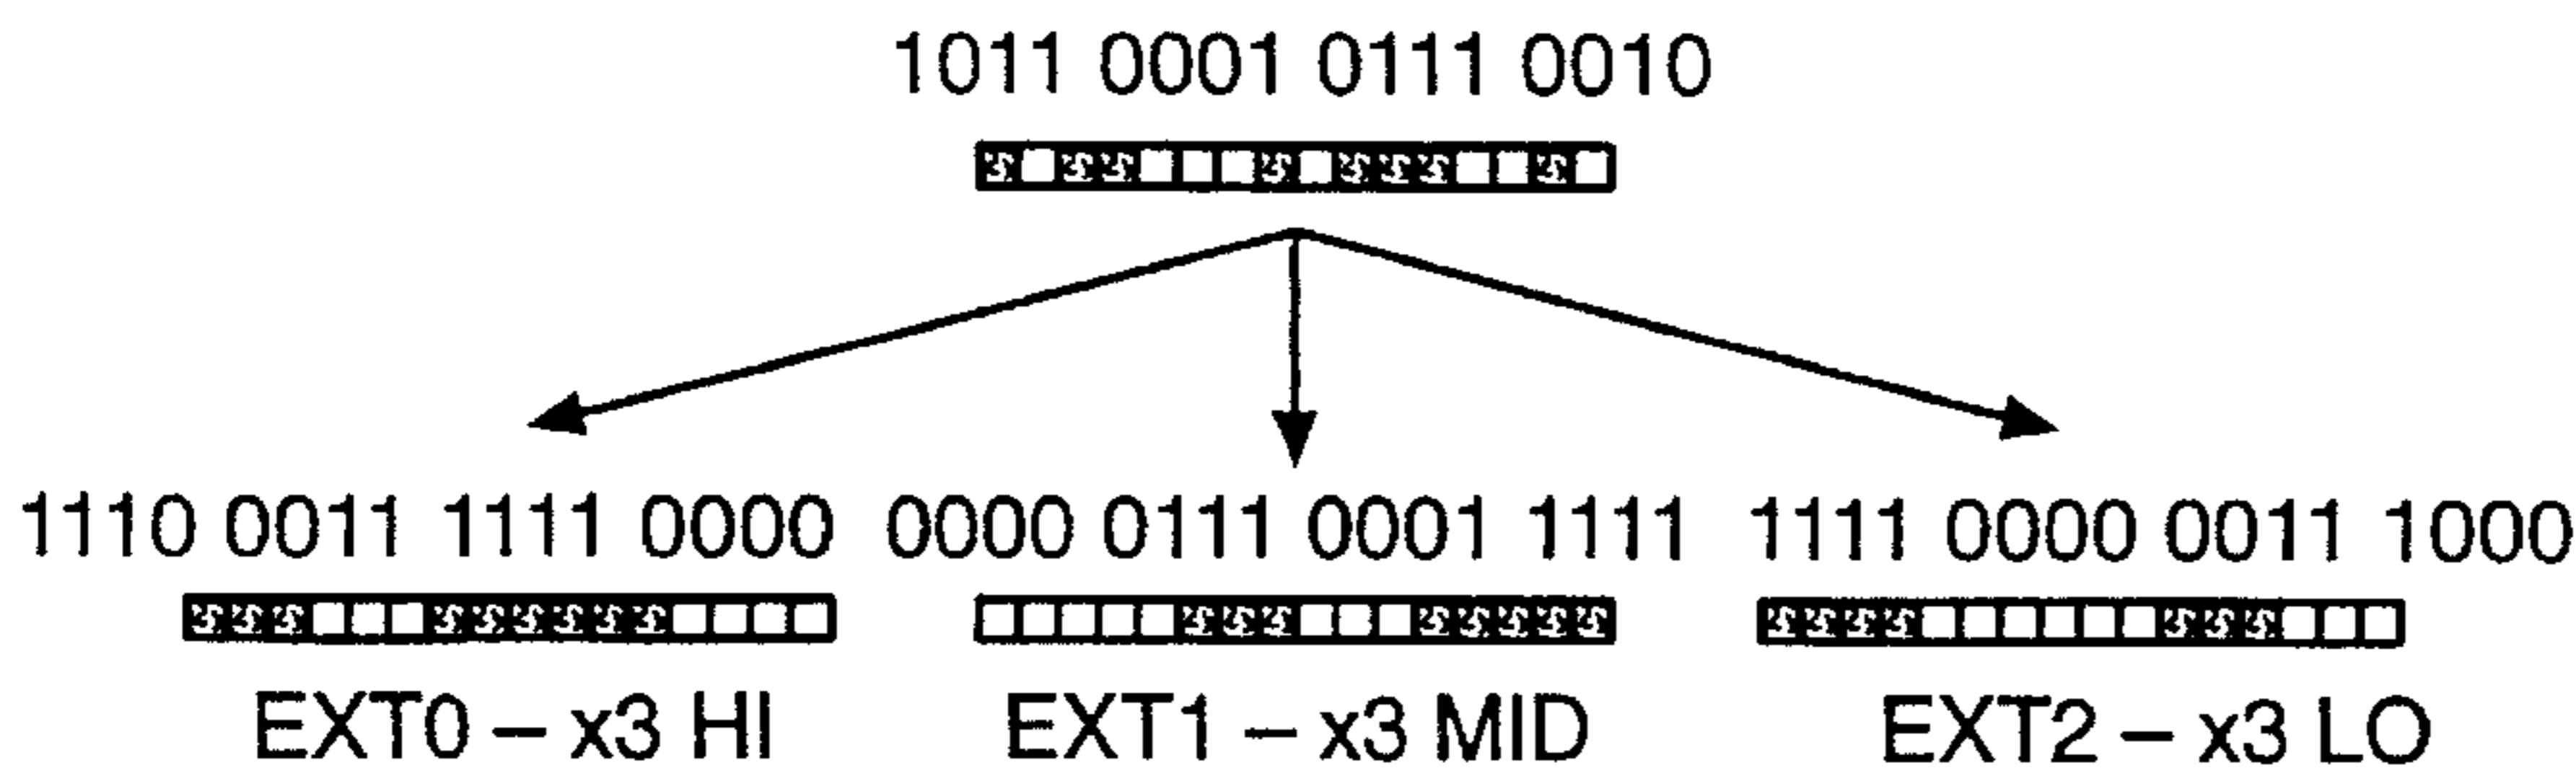 1011 0001 0111 0010
1110 0011 1111 0000 0000 0111 0001 1111 1111 0000 0011 1000
EXT0 – x3 HI EXT1 – x3 MID EXT2 – x3 LO